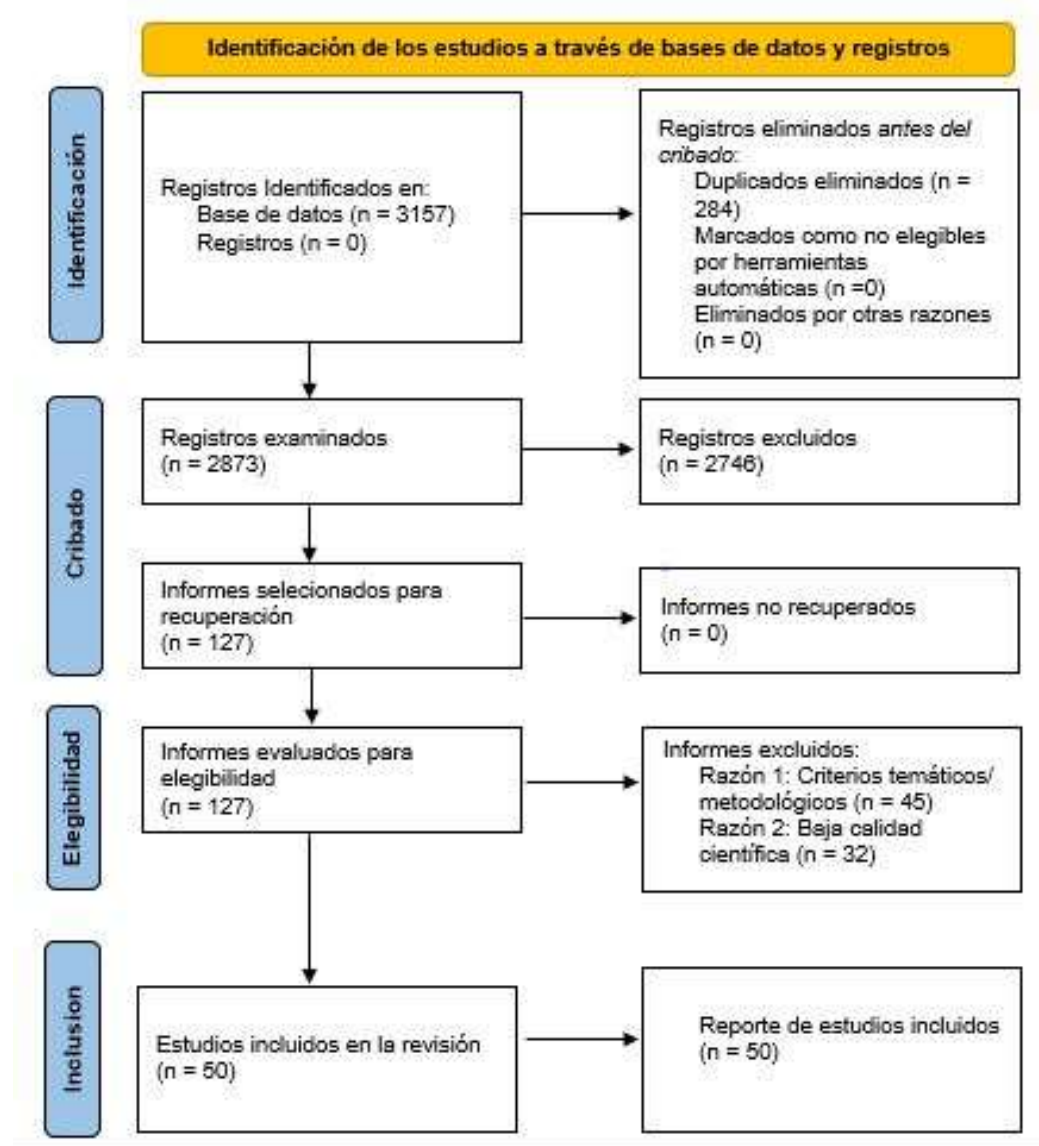 Identificación de los estudios a través de bases de datos y registros
Identificación
Registros Identificados en:
Base de datos (n = 3157)
Registros (n = 0)
Registros eliminados antes del
cribado:
Duplicados eliminados (n =
284)
Marcados como no elegibles
por herramientas
automáticas (n =0)
Eliminados por otras razones
(n = 0)
Cribado
Registros examinados
(n = 2873)
Registros excluidos
(n = 2746)
Informes selecionados para
recuperación
(n = 127)
Informes no recuperados
(n = 0)
Elegibilidad
Informes evaluados para
elegibilidad
(n = 127)
Informes excluidos:
Razón 1: Criterios temáticos/
metodológicos (n = 45)
Razón 2: Baja calidad
científica (n = 32)
Inclusion
Estudios incluidos en la revisión
(n = 50)
Reporte de estudios incluidos
(n = 50)